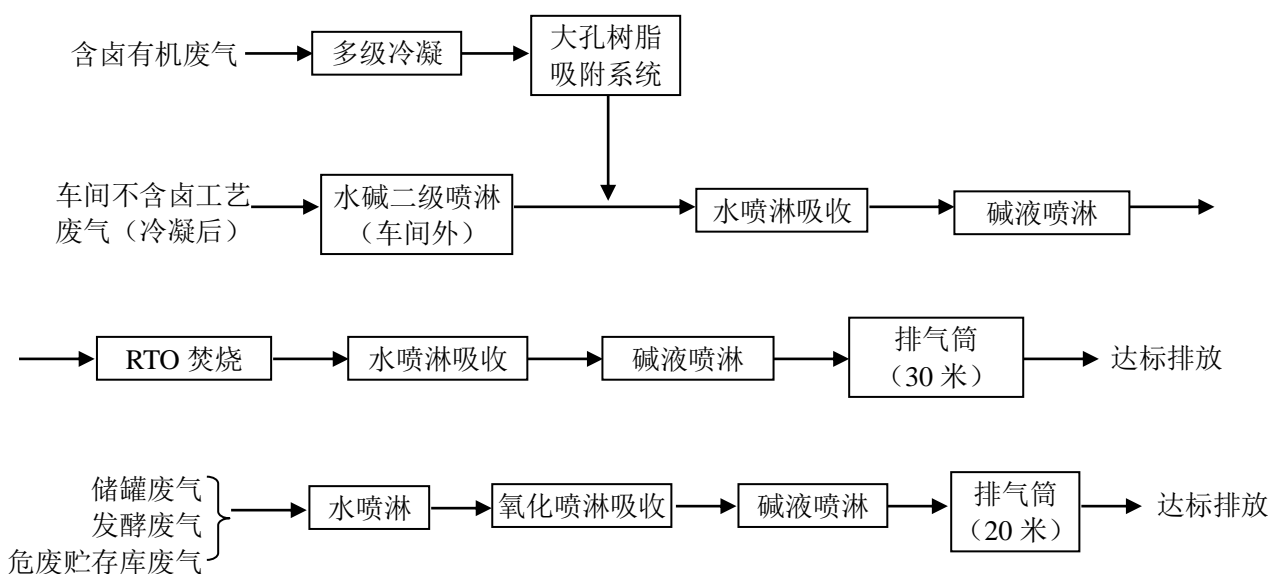 含卤有机废气
多级冷凝
大孔树脂
吸附系统
车间不含卤工艺
废气（冷凝后）
水碱二级喷淋
（车间外）
水喷淋吸收
碱液喷淋
RTO 焚烧
水喷淋吸收
碱液喷淋
排气筒
（30 米）
达标排放
储罐废气
发酵废气
危废贮存库废气
水喷淋
氧化喷淋吸收
碱液喷淋
排气筒
（20 米）
达标排放